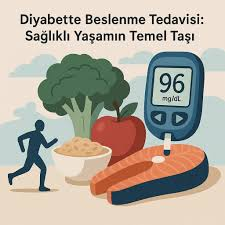 Diyabette Beslenme Tedavisi:
Sağlıklı Yaşamın Temel Taşı
96
mg/dL